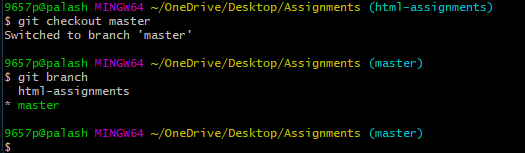 9657p@palash MINGW64 ~/OneDrive/Desktop/Assignments (html-assignments)
$ git checkout master
Switched to branch 'master'
9657p@palash MINGW64 ~/OneDrive/Desktop/Assignments (master)
$ git branch
  html-assignments
* master
9657p@palash MINGW64 ~/OneDrive/Desktop/Assignments (master)
$